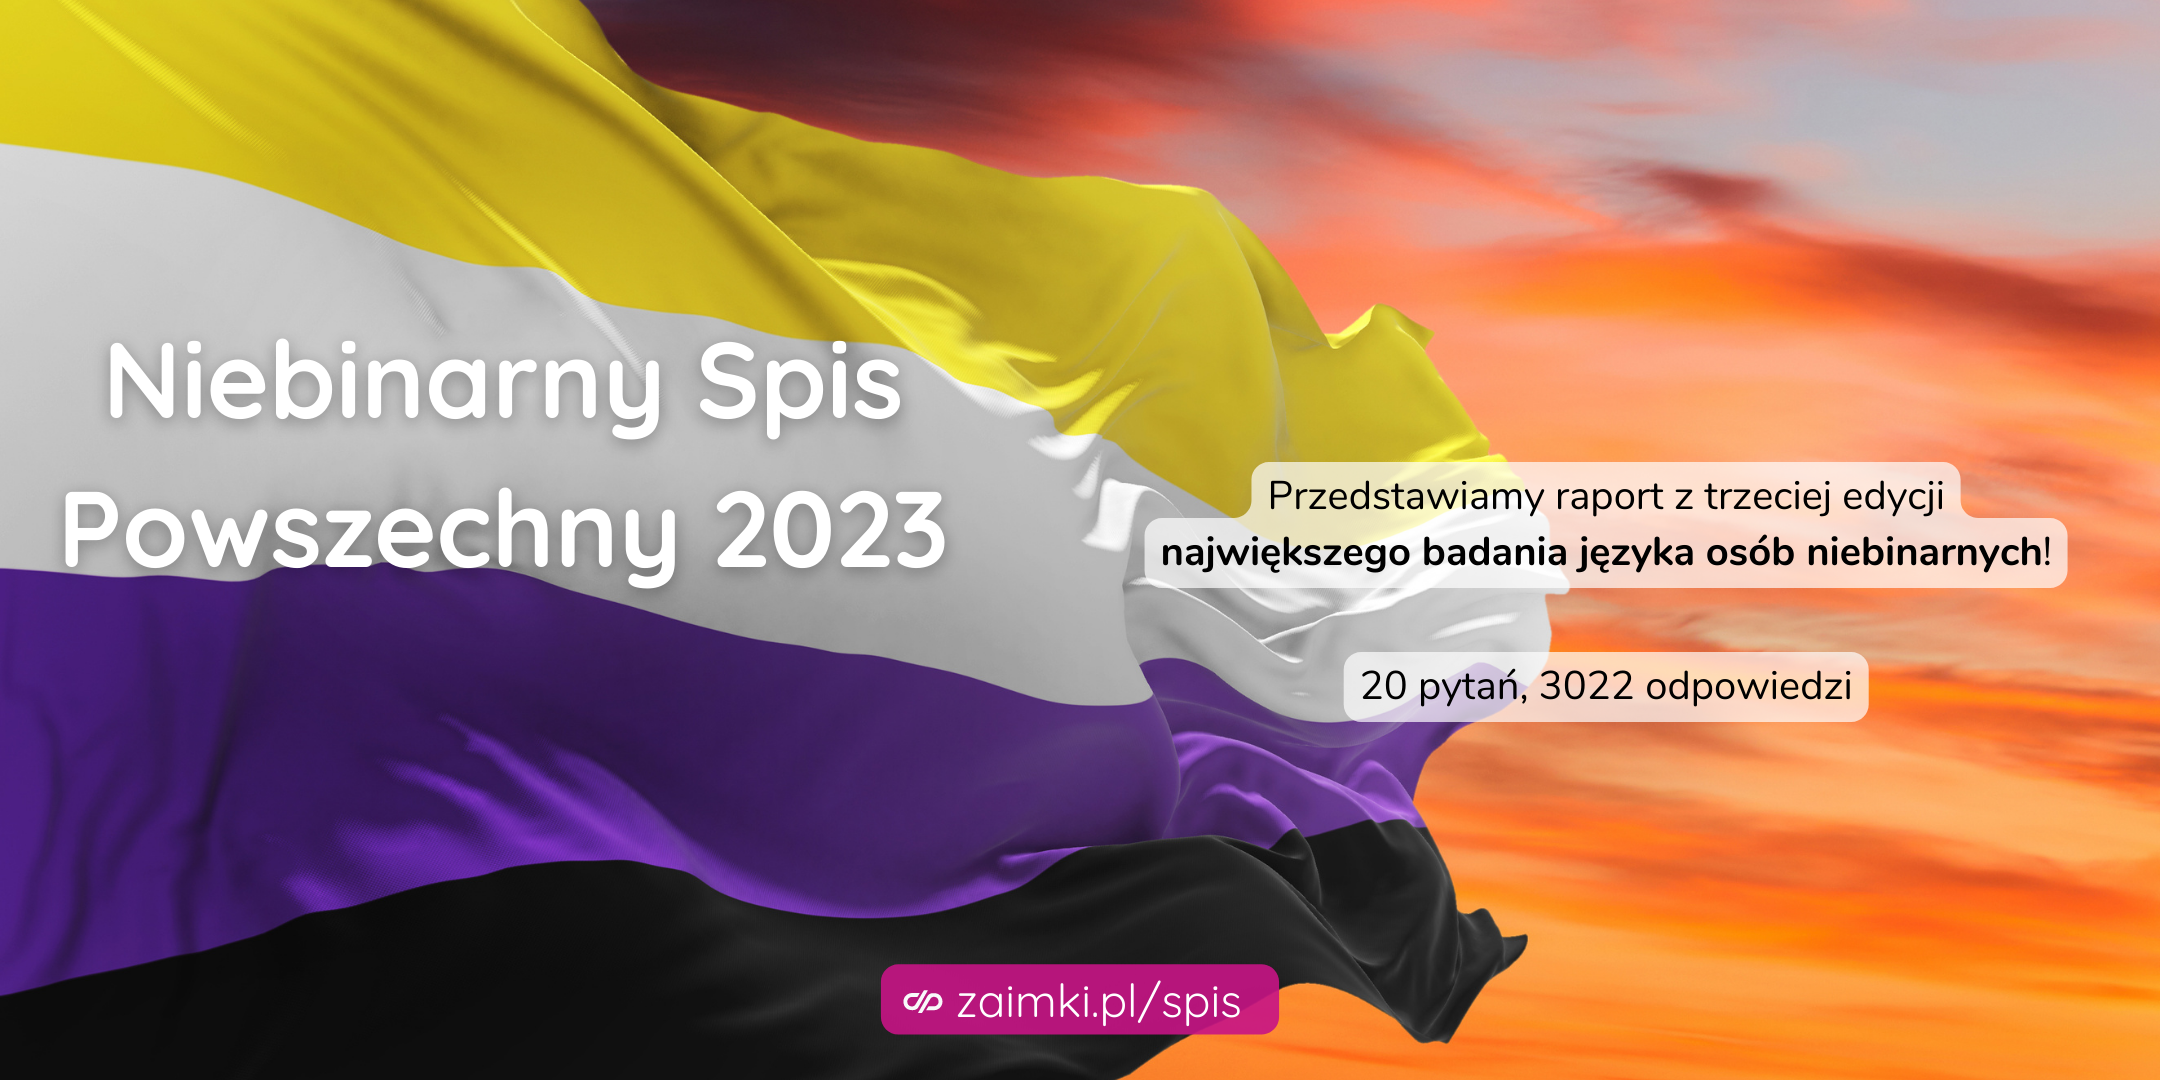 Niebinarny Spis
Powszechny 2023
Przedstawiamy raport z trzeciej edycji
największego badania języka osób niebinarnych!
20 pytań, 3022 odpowiedzi
zaimki.pl/spis